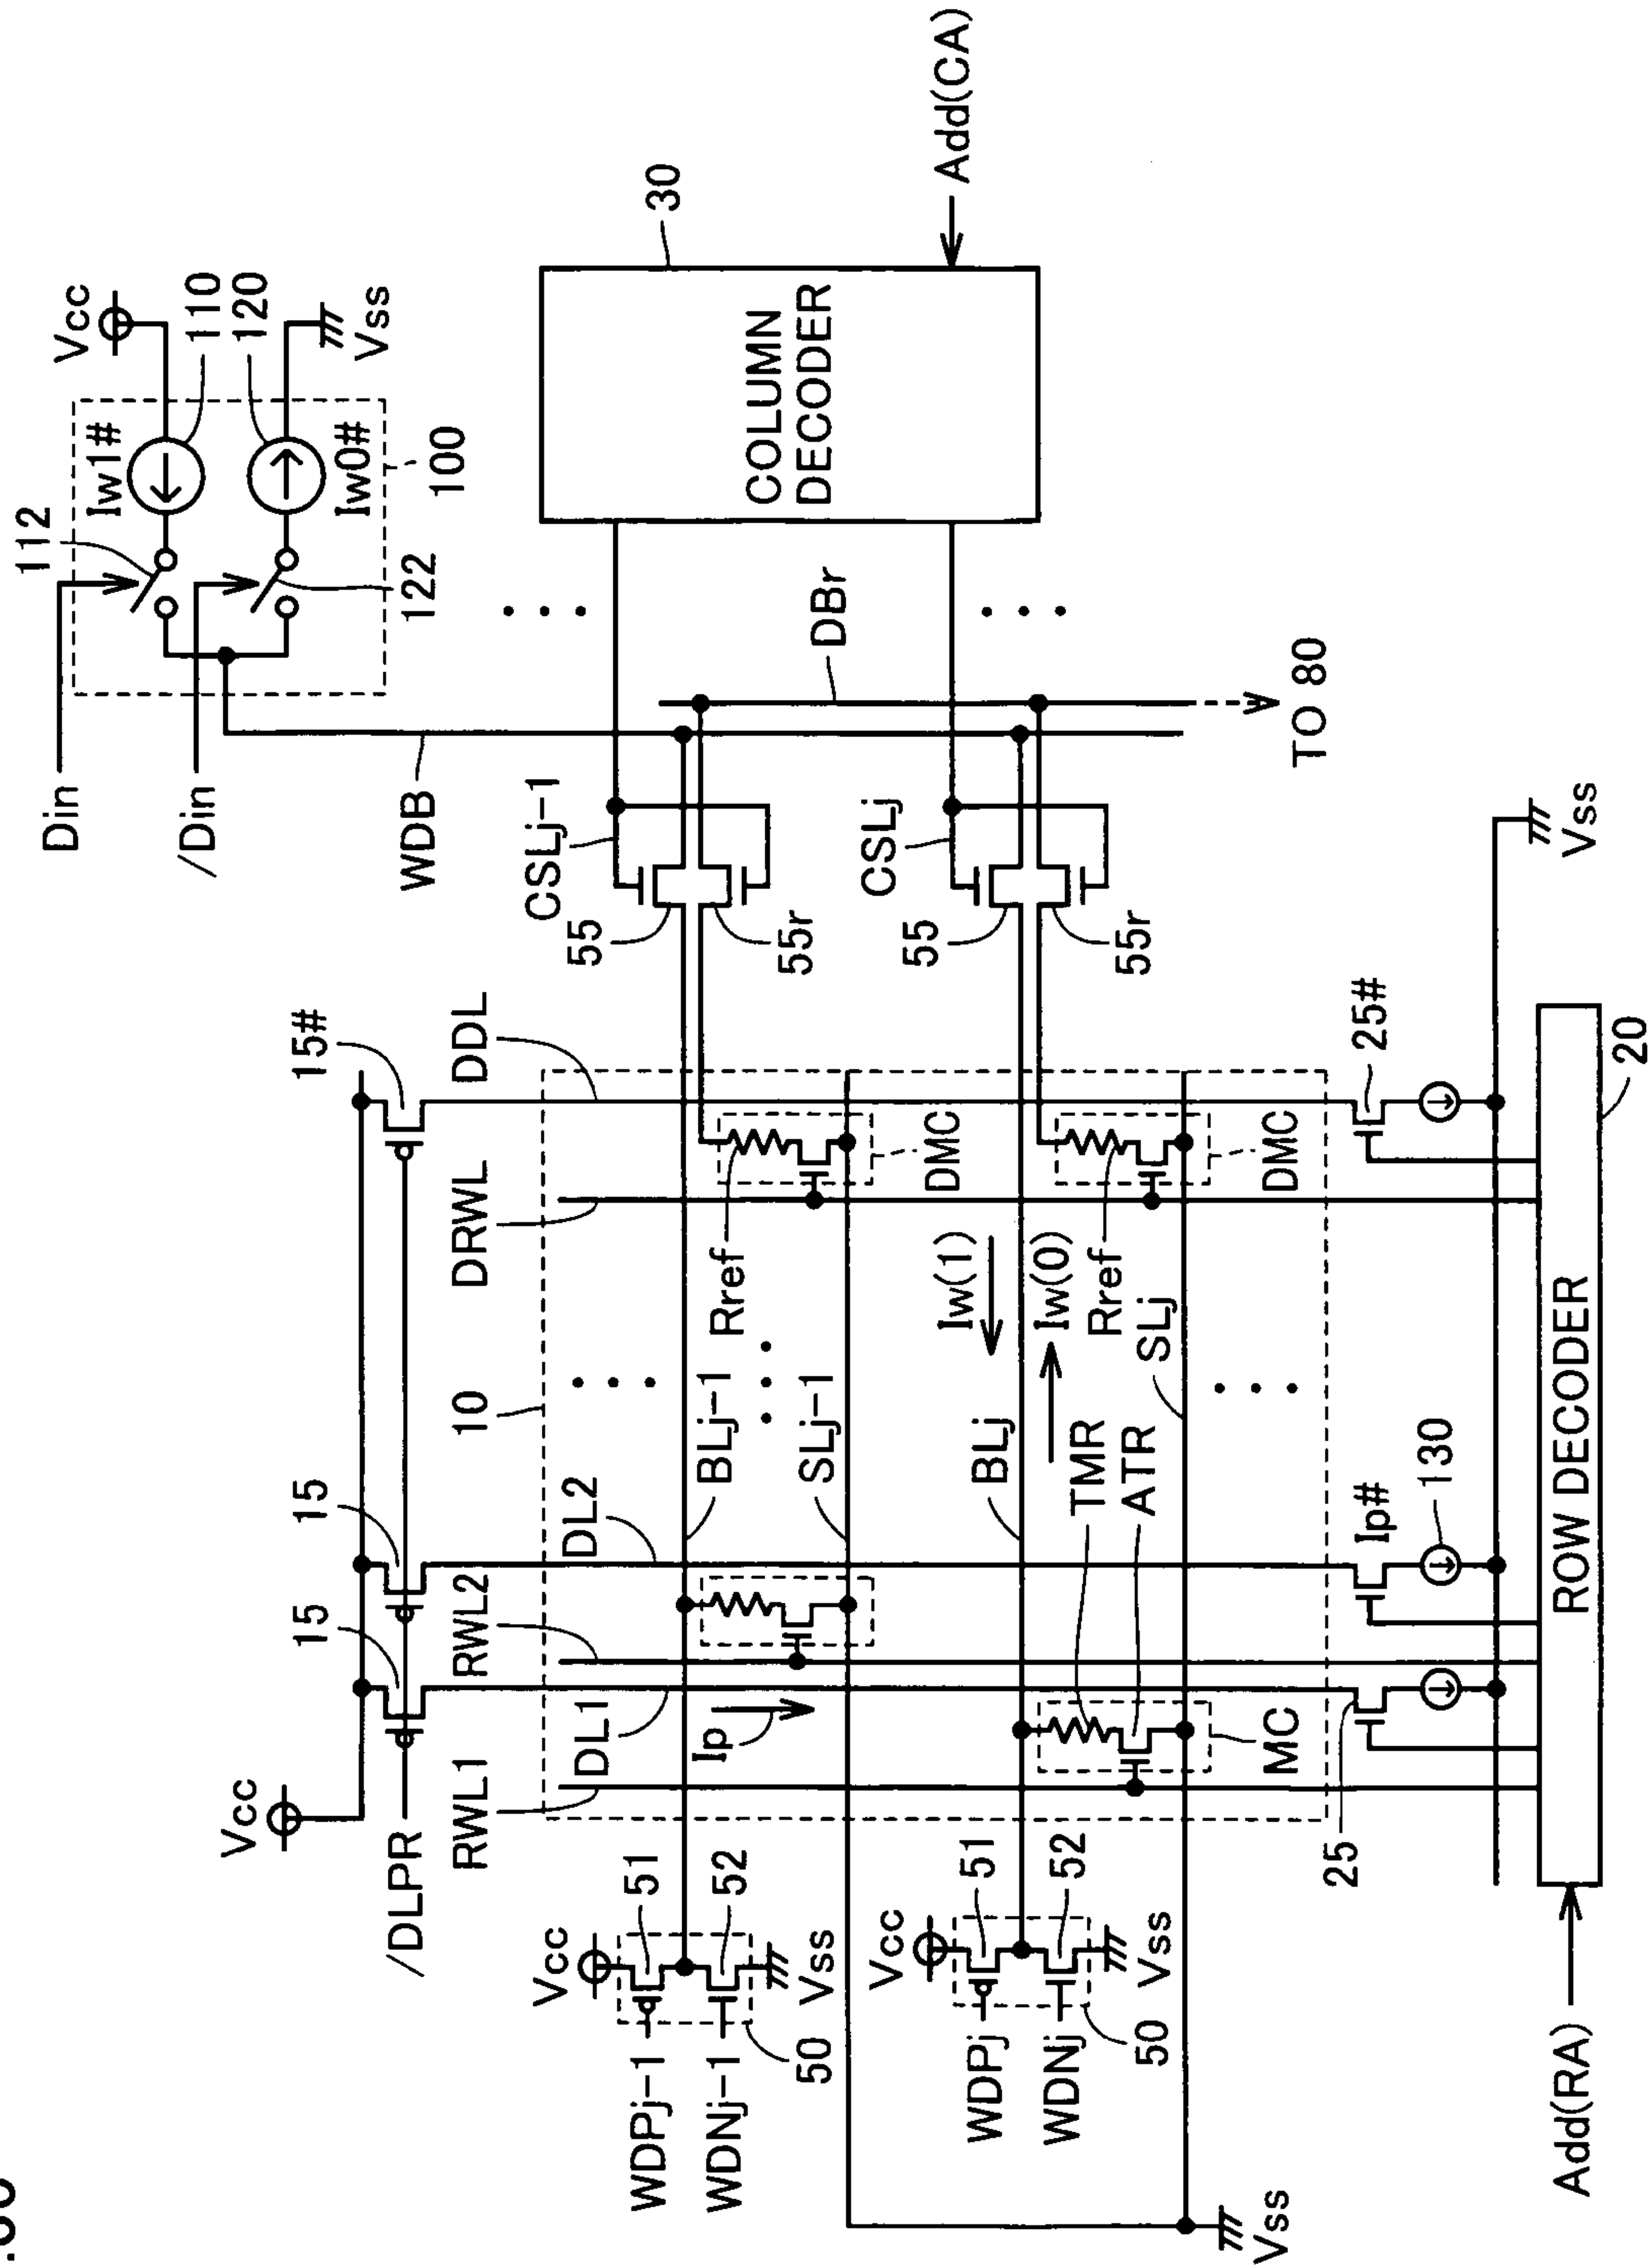 Din
/Din
112
Iw1#
Vcc
110
120
Iw0#
Vss
100
122
WDB
CSLj-1
DBr
COLUMN
DECODER
30
Add(CA)
CSLj
55
55r
55
55r
TO 80
Vcc
/DLPR
15
15
15#
RWL1
RWL2
10
DRWL
DDL
DL1
DL2
Ip
BLj-1
SLj-1
Rref
DMC
BLj
Iw(1)
Iw(0)
TMR
ATR
Rref
SLj
DMC
MC
WDPj-1
WDNj-1
Vcc
51
52
Vss
50
WDPj
WDNj
Vcc
51
52
Vss
50
Vss
25
Ip#
130
25#
Vss
Add(RA)
ROW DECODER
20